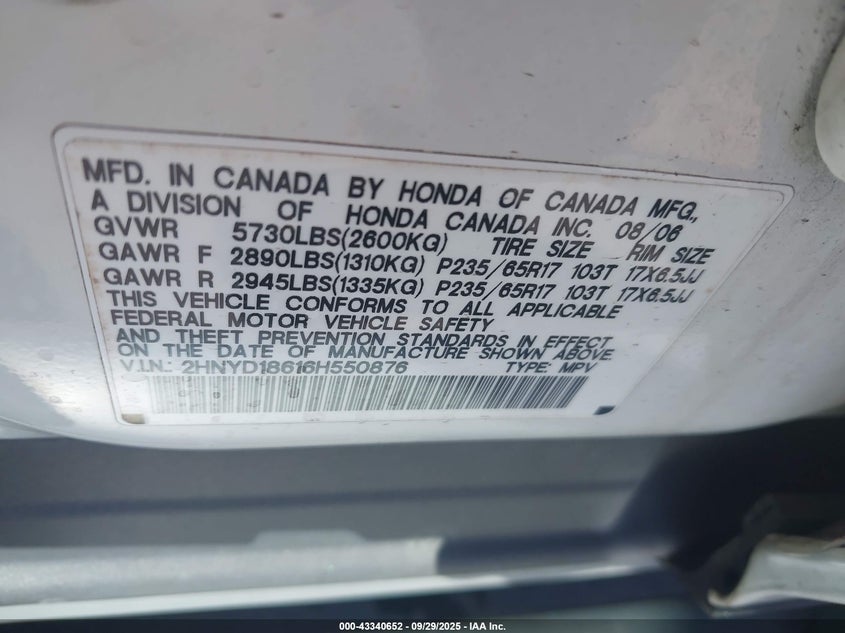 MFD. IN CANADA BY HONDA OF CANADA MFG.,
A DIVISION OF HONDA CANADA INC. 08/06
GVWR 5730LBS(2600KG) TIRE SIZE RIM SIZE
GAWR F 2890LBS(1310KG) P235/65R17 103T 17X6.5JJ
GAWR R 2945LBS(1335KG) P235/65R17 103T 17X6.5JJ
THIS VEHICLE CONFORMS TO ALL APPLICABLE
FEDERAL MOTOR VEHICLE SAFETY
AND THEFT PREVENTION STANDARDS IN EFFECT
ON THE DATE OF MANUFACTURE SHOWN ABOVE.
V.I.N.: 2HNYD18616H550876 TYPE: MPV
000-43340652 - 09/29/2025 - IAA Inc.